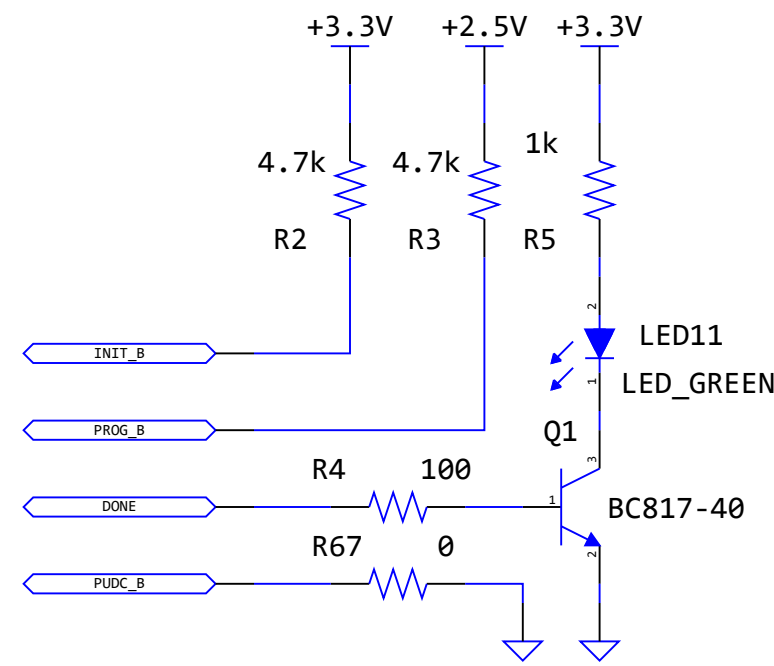 +3.3V +2.5V +3.3V
1k
4.7k 4.7k
R2 R3 R5
2
LED11
INIT_B
1 LED_GREEN
PROG_B Q1
3
R4 100
DONE 1 BC817-40
R67 0
2
PUDC_B